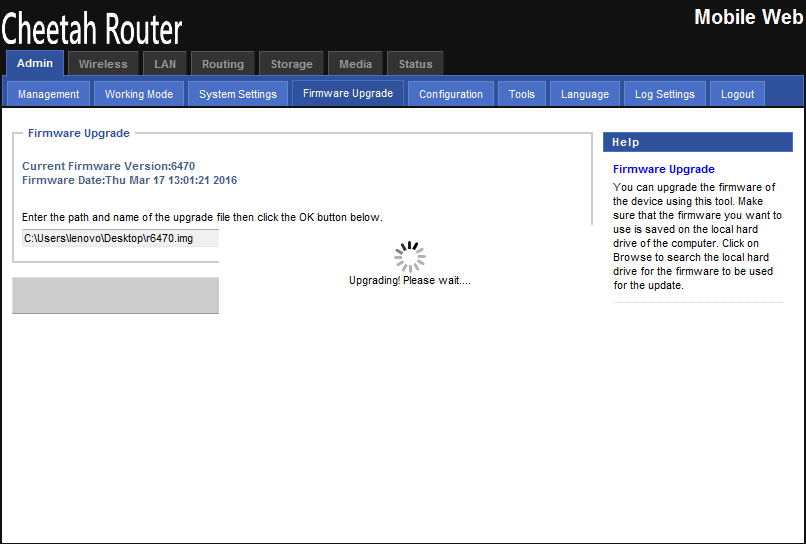 Cheetah Router
Mobile Web
Admin Wireless LAN Routing Storage Media Status
Management Working Mode System Settings Firmware Upgrade Configuration Tools Language Log Settings Logout
Firmware Upgrade
Current Firmware Version:6470
Firmware Date:Thu Mar 17 13:01:21 2016
Enter the path and name of the upgrade file then click the OK button below.
C:\Users\lenovo\Desktop\r6470.img
Upgrading! Please wait....
Help
Firmware Upgrade
You can upgrade the firmware of
the device using this tool. Make
sure that the firmware you want to
use is saved on the local hard
drive of the computer. Click on
Browse to search the local hard
drive for the firmware to be used
for the update.